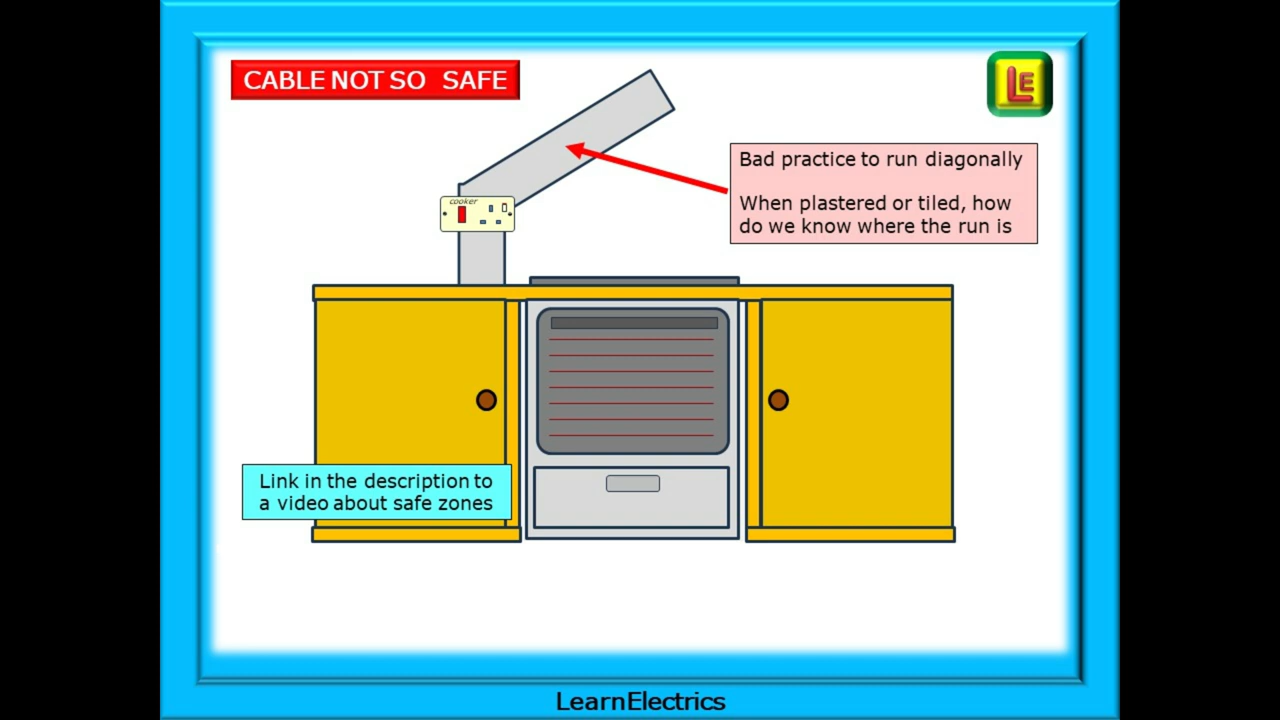 CABLE NOT SO SAFE
LE
Bad practice to run diagonally
When plastered or tiled, how
do we know where the run is
cooker
Link in the description to
a video about safe zones
LearnElectrics